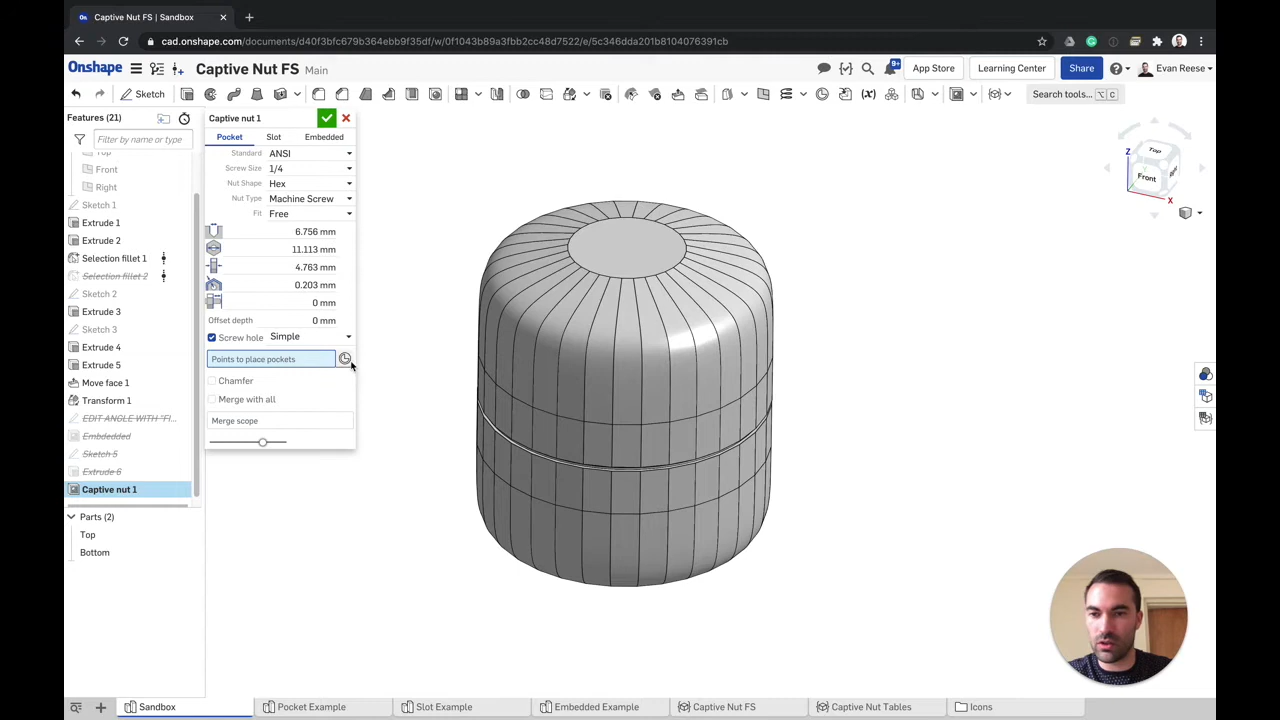 Captive Nut FS | Sandbox
cad.onshape.com/documents/d40f3bfc679b364ebb9f35df/w/0f1043b89a3fbb2cc48d7522/e/5c346dda201b8104076391cb
Onshape
Captive Nut FS Main
9+
App Store
Learning Center
Share
Evan Reese
Sketch
Search tools...
⌥ C
Features (21)
Filter by name or type
Top
Front
Right
Sketch 1
Extrude 1
Extrude 2
Selection fillet 1
Selection fillet 2
Sketch 2
Extrude 3
Sketch 3
Extrude 4
Extrude 5
Move face 1
Transform 1
EDIT ANGLE WITH "FI...
Embdedded
Sketch 5
Extrude 6
Captive nut 1
Parts (2)
Top
Bottom
Captive nut 1
Pocket Slot Embedded
Standard ANSI
Screw Size 1/4
Nut Shape Hex
Nut Type Machine Screw
Fit Free
6.756 mm
11.113 mm
4.763 mm
0.203 mm
0 mm
Offset depth 0 mm
Screw hole Simple
Points to place pockets
Chamfer
Merge with all
Merge scope
Z
Y
X
Top
Front
Right
Sandbox
Pocket Example
Slot Example
Embedded Example
Captive Nut FS
Captive Nut Tables
Icons